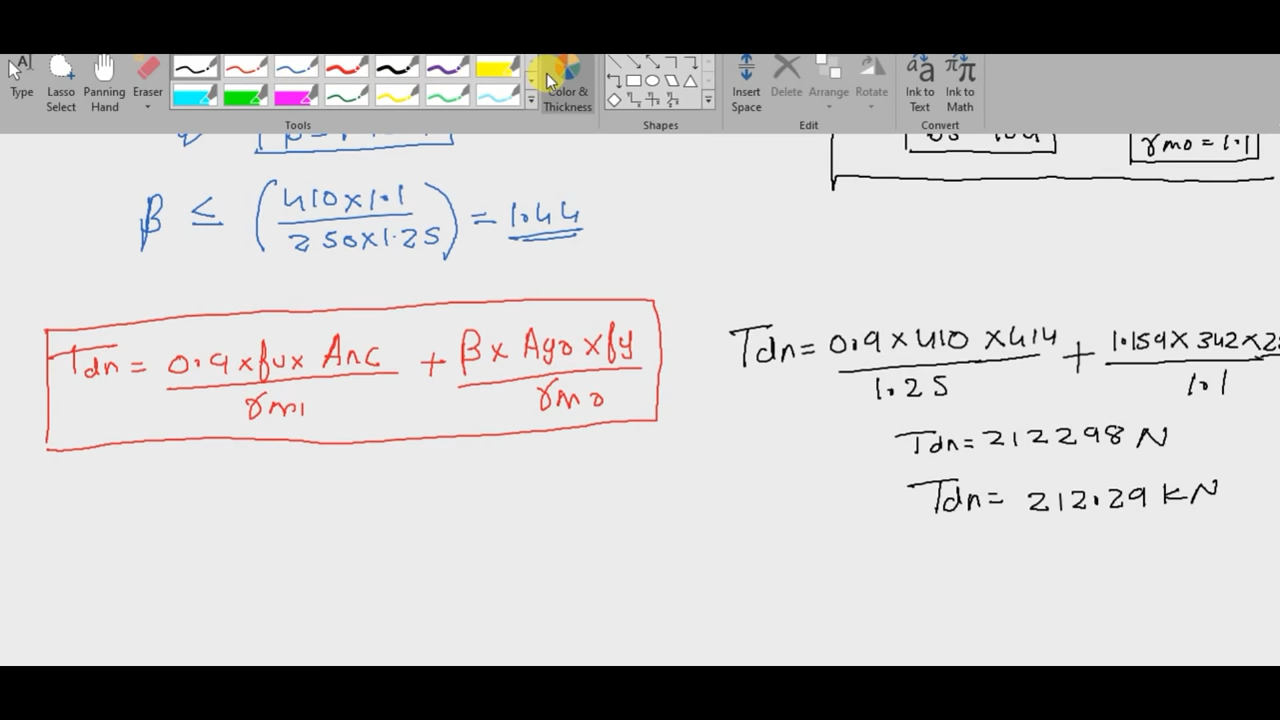 Type
Lasso Select
Panning Hand
Eraser
Color & Thickness
Insert Space
Delete
Arrange
Rotate
Ink to Text
Ink to Math
Tools
Shapes
Edit
Convert
γm0 = 1.1
β ≤ (410×1.1 / 250×1.25) = 1.44
Tdn = 0.9×fu×Anc / γm1 + β×Ago×fy / γm0
Tdn = 0.9×410×414 / 1.25 + 1.159×342×2 / 1.1
Tdn = 212298 N
Tdn = 212.29 kN